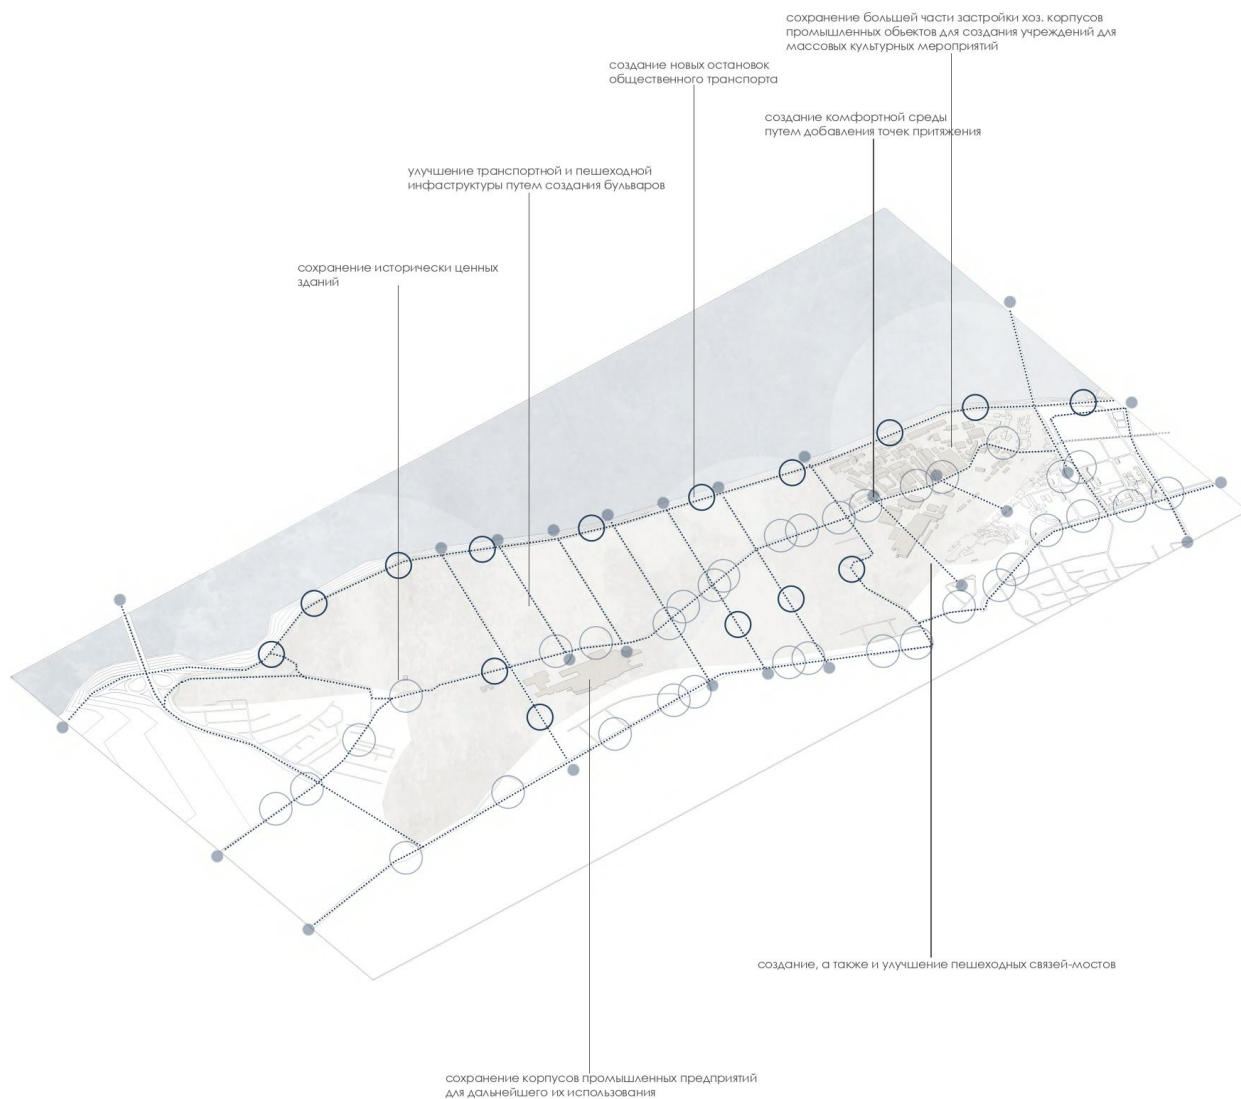 сохранение большей части застройки хоз. корпусов
промышленных объектов для создания учреждений для
массовых культурных мероприятий
создание новых остановок
общественного транспорта
создание комфортной среды
путем добавления точек притяжения
улучшение транспортной и пешеходной
инфаструктуры путем создания бульваров
сохранение исторически ценных
зданий
создание, а также и улучшение пешеходных связей-мостов
сохранение корпусов промышленных предприятий
для дальнейшего их использования